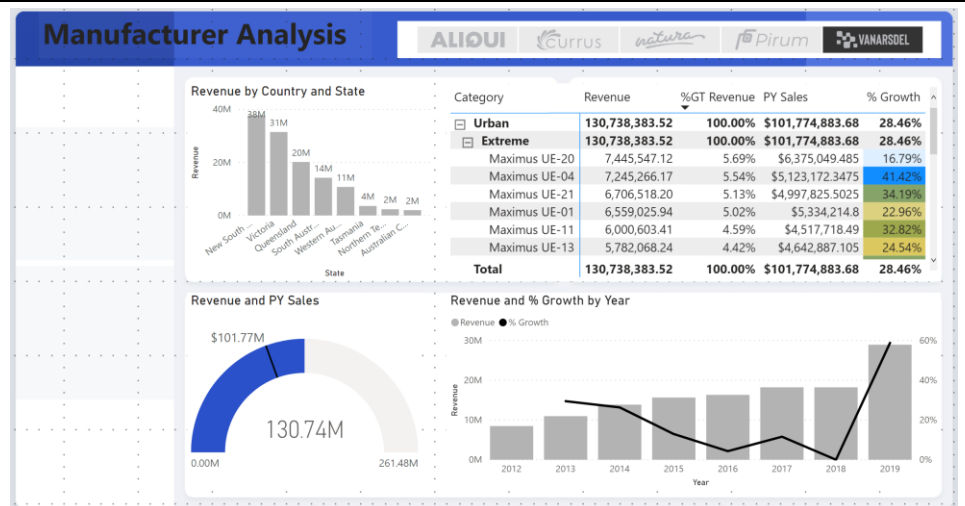 Manufacturer Analysis
ALIQUI
Currus
natura
Pirum
VANARSDEL
Revenue by Country and State
Revenue
40M
20M
0M
38M
31M
20M
14M
11M
4M
2M
2M
New South ...
Victoria
Queensland
South Austr...
Western Au...
Tasmania
Northern Te...
Australian C...
State
Category Revenue %GT Revenue PY Sales % Growth
Urban 130,738,383.52 100.00% $101,774,883.68 28.46%
Extreme 130,738,383.52 100.00% $101,774,883.68 28.46%
Maximus UE-20 7,445,547.12 5.69% $6,375,049.485 16.79%
Maximus UE-04 7,245,266.17 5.54% $5,123,172.3475 41.42%
Maximus UE-21 6,706,518.20 5.13% $4,997,825.5025 34.19%
Maximus UE-01 6,559,025.94 5.02% $5,334,214.8 22.96%
Maximus UE-11 6,000,603.41 4.59% $4,517,718.49 32.82%
Maximus UE-13 5,782,068.24 4.42% $4,642,887.105 24.54%
Total 130,738,383.52 100.00% $101,774,883.68 28.46%
Revenue and PY Sales
$101.77M
130.74M
0.00M
261.48M
Revenue and % Growth by Year
Revenue % Growth
Revenue
30M
20M
10M
0M
60%
40%
20%
0%
2012 2013 2014 2015 2016 2017 2018 2019
Year